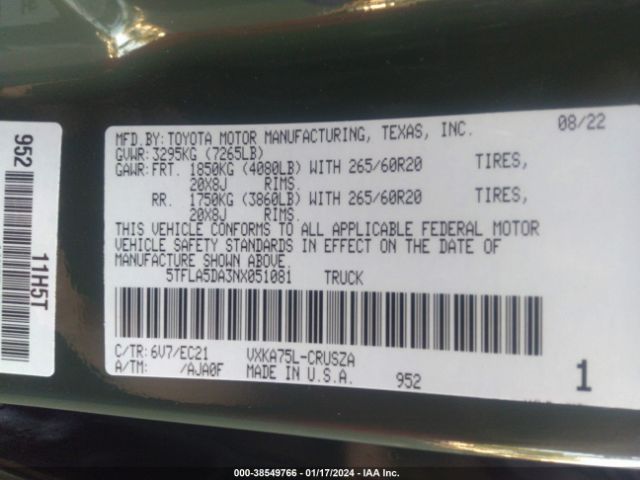 MFD.BY:TOYOTA MOTOR MANUFACTURING, TEXAS, INC. 08/22
GVWR:3295KG (7265LB)
GAWR:FRT. 1850KG (4080LB) WITH 265/60R20 TIRES,
20X8J RIMS.
RR. 1750KG (3860LB) WITH 265/60R20 TIRES,
20X8J RIMS.
THIS VEHICLE CONFORMS TO ALL APPLICABLE FEDERAL MOTOR
VEHICLE SAFETY STANDARDS IN EFFECT ON THE DATE OF
MANUFACTURE SHOWN ABOVE.
5TFLA5DA3NX051081 TRUCK
C/TR:6V7/EC21 VXKA75L-CRUSZA
A/TM: /AJA0F MADE IN U.S.A. 952 1
952
11H5T
000-38549766 - 01/17/2024 - IAA Inc.